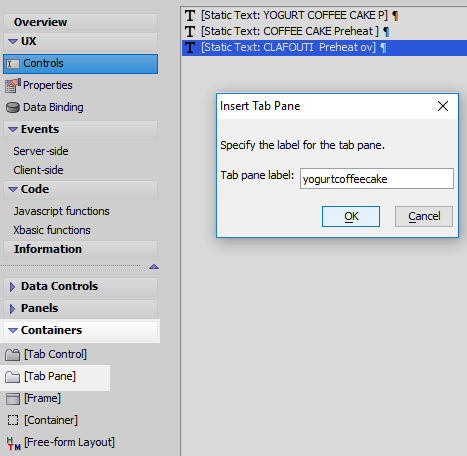 Overview
UX
Controls
Properties
Data Binding
Events
Server-side
Client-side
Code
Javascript functions
Xbasic functions
Information
Data Controls
Panels
Containers
[Tab Control]
[Tab Pane]
[Frame]
[Container]
HTM
[Free-form Layout]
T [Static Text: YOGURT COFFEE CAKE P] ¶
T [Static Text: COFFEE CAKE Preheat ] ¶
T [Static Text: CLAFOUTI  Preheat ov] ¶
Insert Tab Pane
Specify the label for the tab pane.
Tab pane label: yogurtcoffeecake
OK Cancel